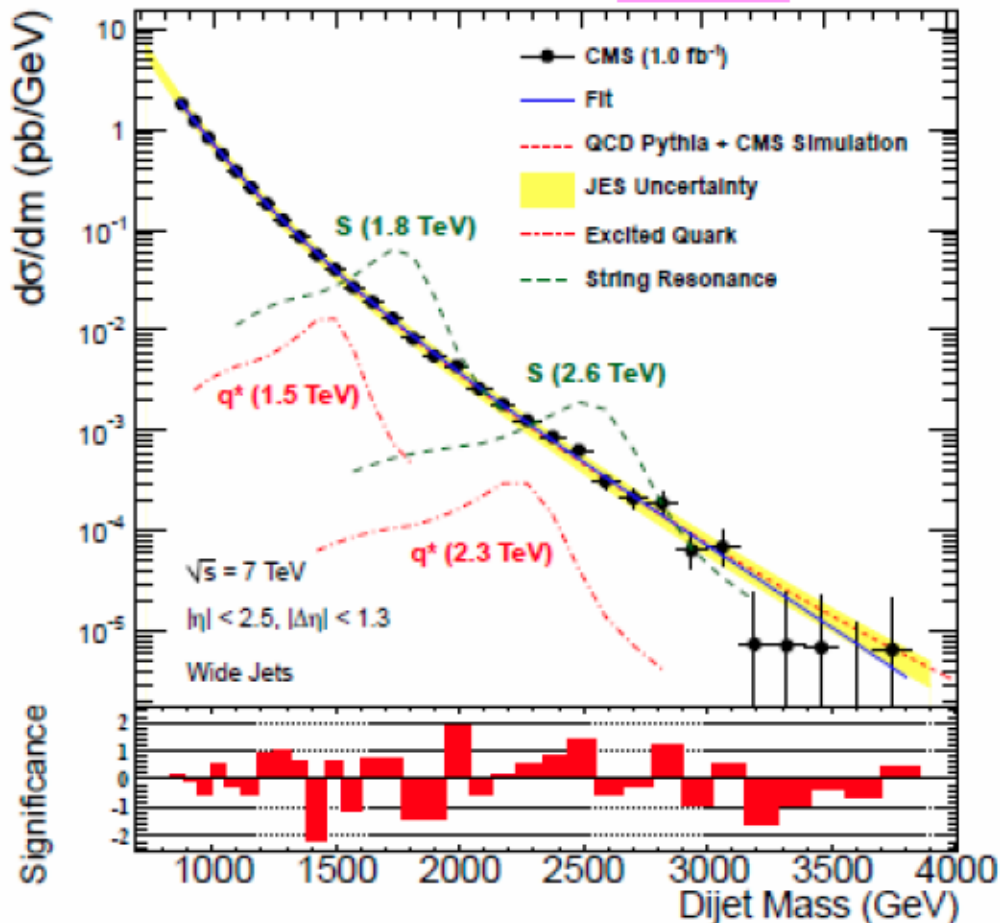 10
1
10⁻¹
10⁻²
10⁻³
10⁻⁴
10⁻⁵
dσ/dm (pb/GeV)
CMS (1.0 fb⁻¹)
Fit
QCD Pythia + CMS Simulation
JES Uncertainty
Excited Quark
String Resonance
S (1.8 TeV)
q* (1.5 TeV)
S (2.6 TeV)
q* (2.3 TeV)
√s = 7 TeV
|η| < 2.5, |Δη| < 1.3
Wide Jets
Significance
2
1
0
-1
-2
1000 1500 2000 2500 3000 3500 4000
Dijet Mass (GeV)